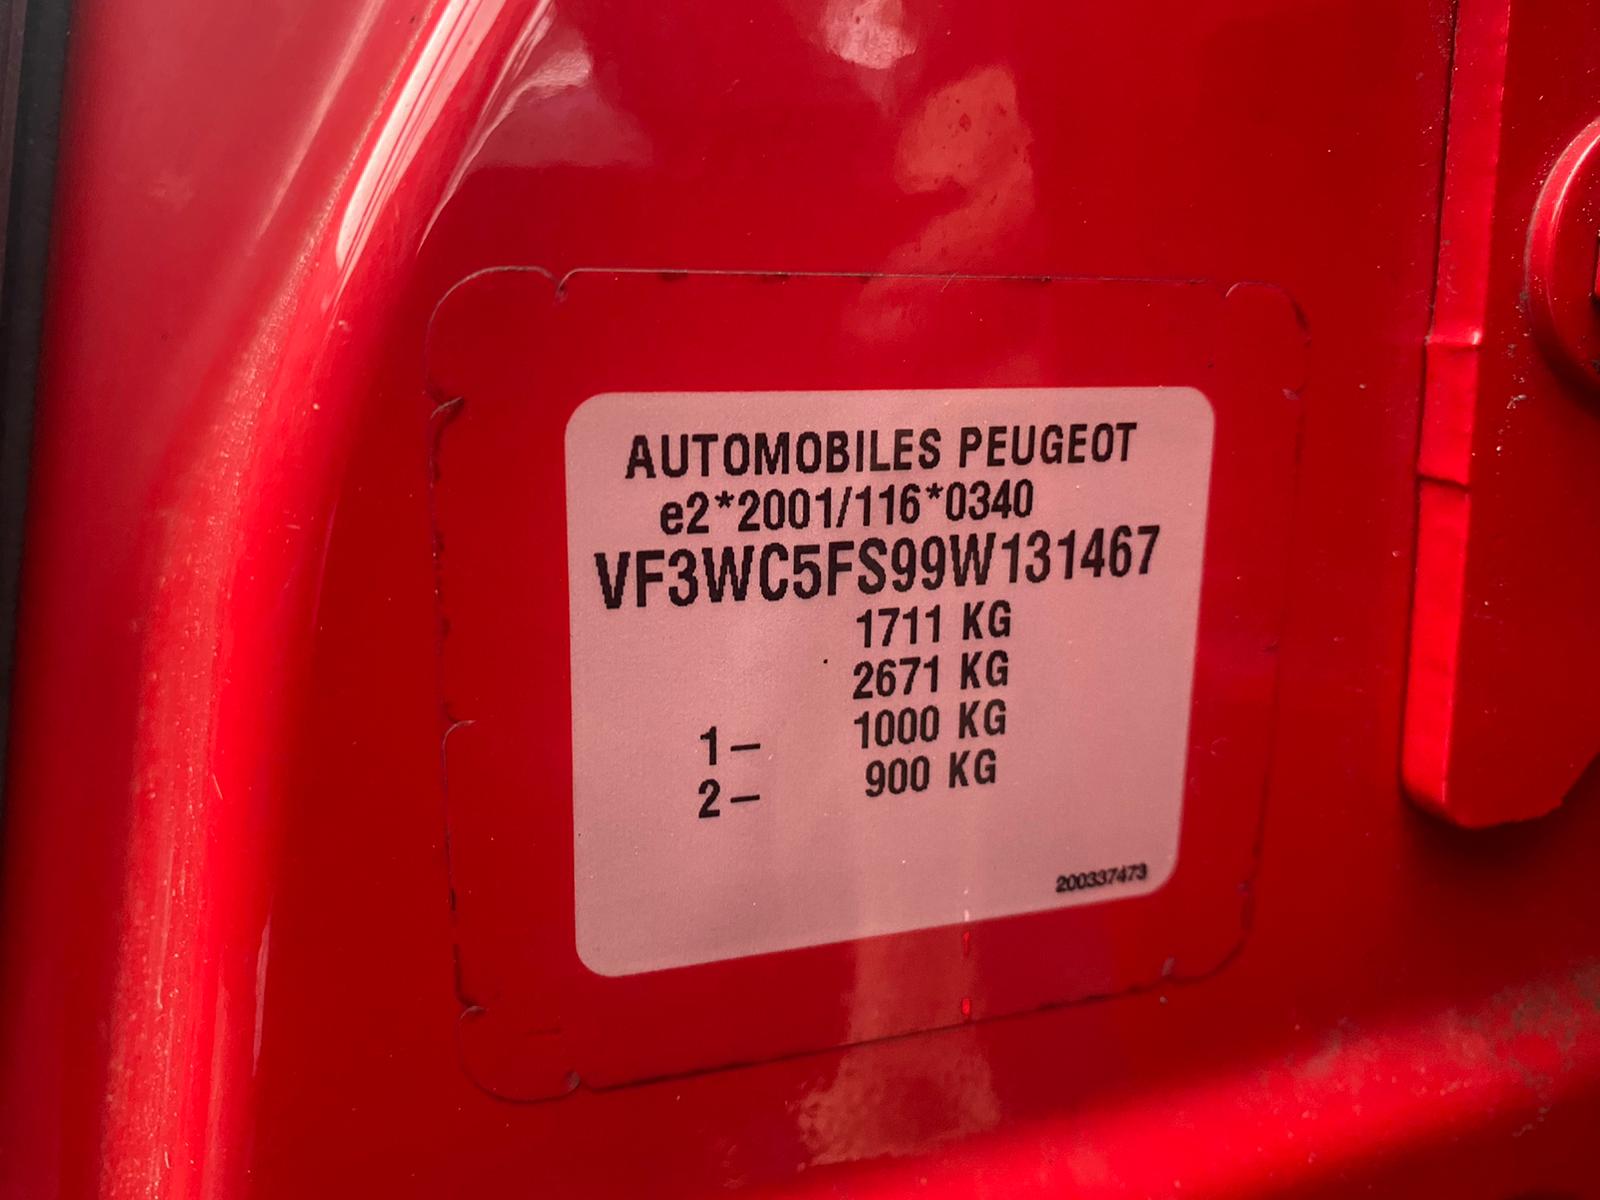 AUTOMOBILES PEUGEOT
e2*2001/116*0340
VF3WC5FS99W131467
1711 KG
2671 KG
1- 1000 KG
2- 900 KG
200337473